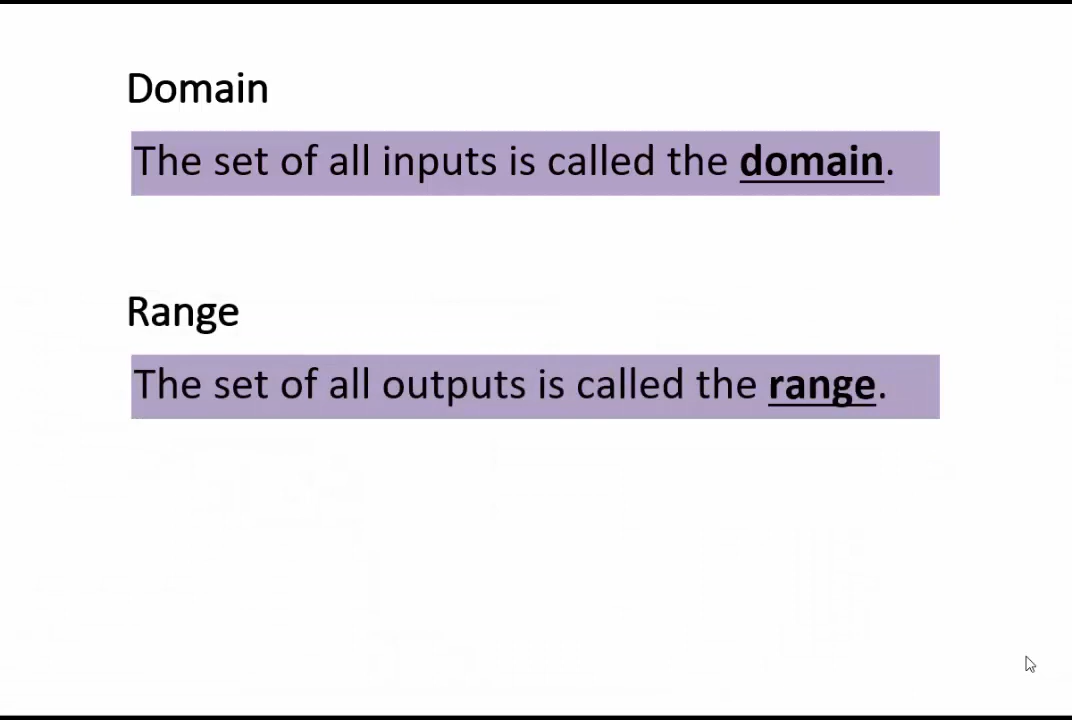 Domain
The set of all inputs is called the domain.
Range
The set of all outputs is called the range.